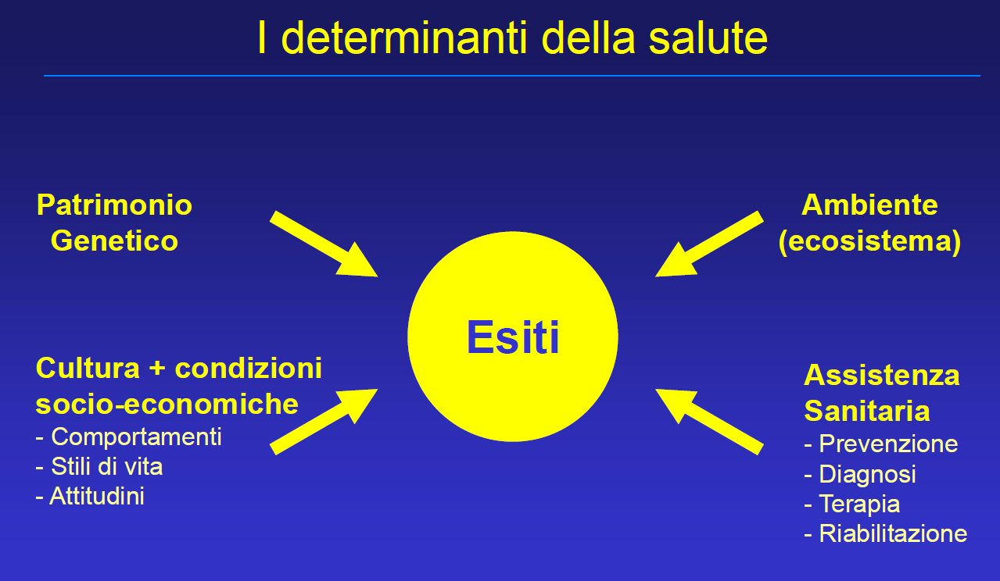 I determinanti della salute
Patrimonio
Genetico
Ambiente
(ecosistema)
Esiti
Cultura + condizioni
socio-economiche
- Comportamenti
- Stili di vita
- Attitudini
Assistenza
Sanitaria
- Prevenzione
- Diagnosi
- Terapia
- Riabilitazione